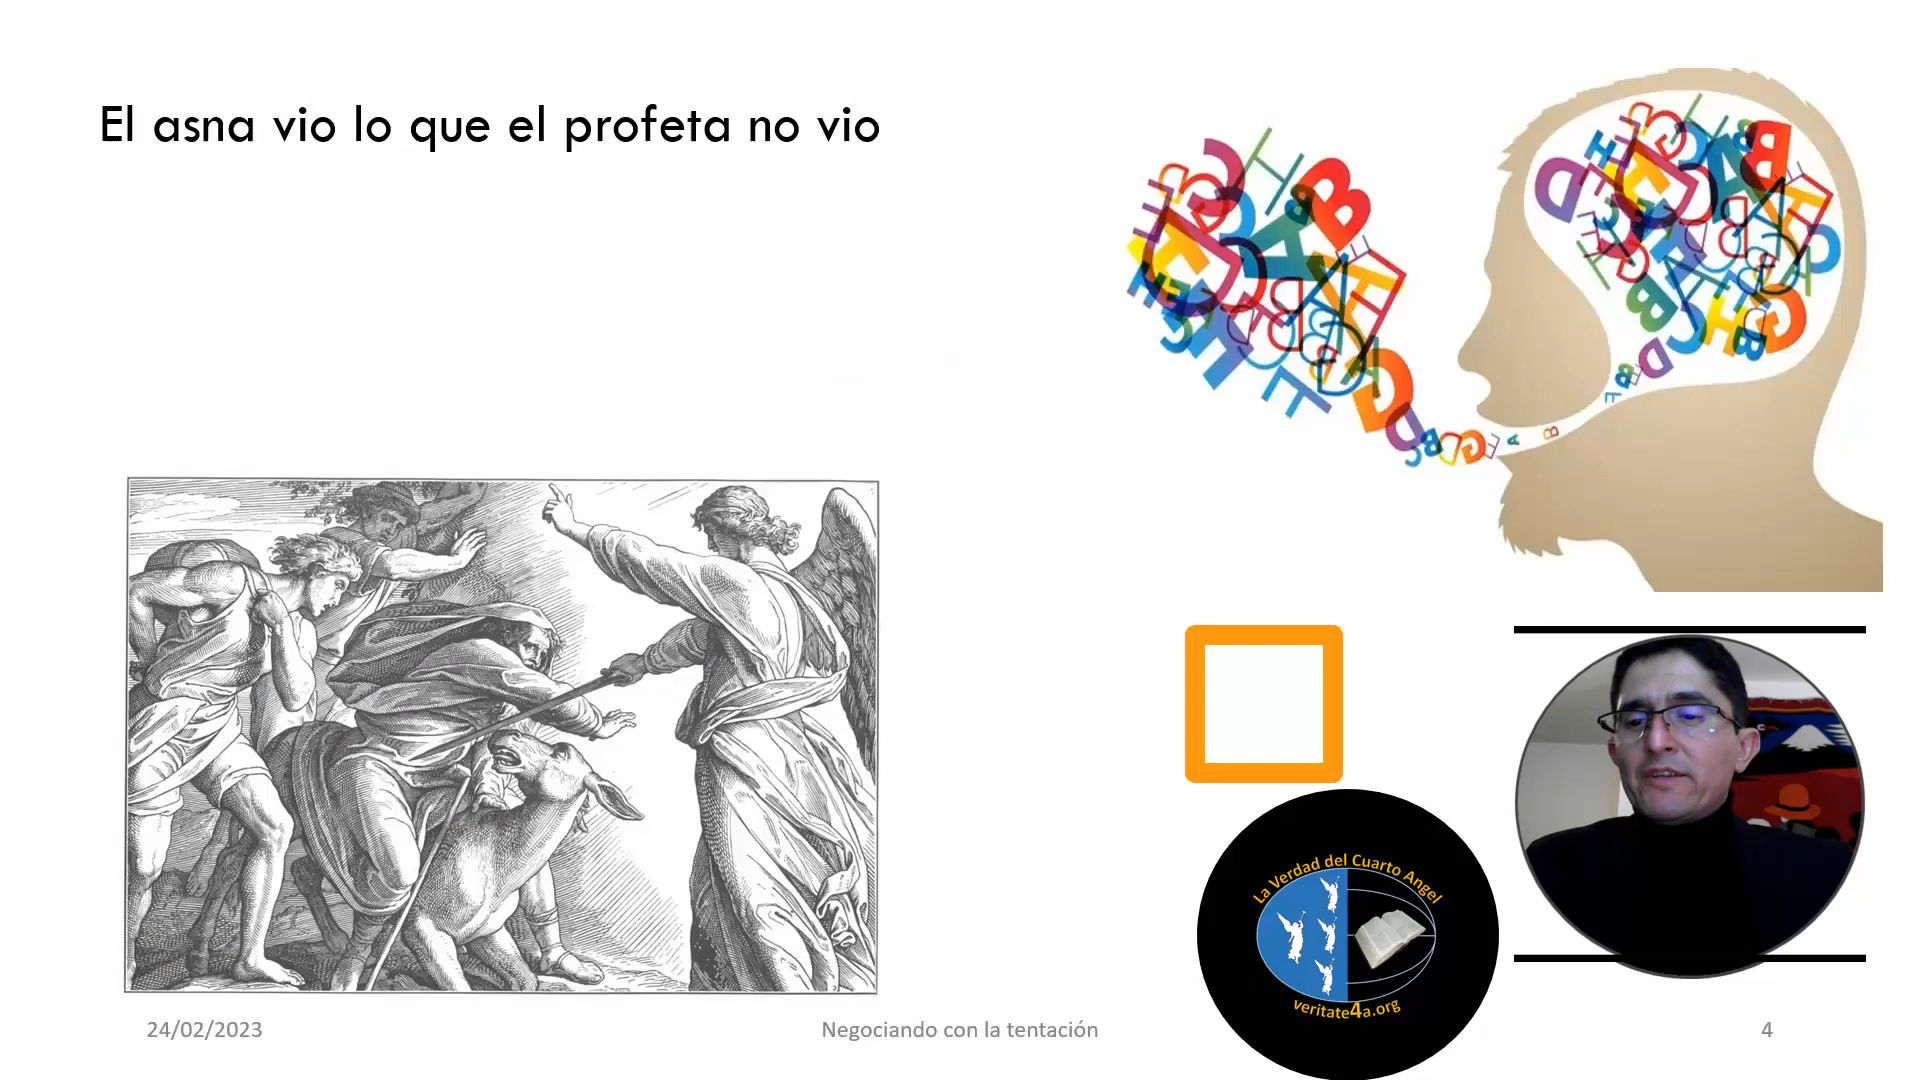 El asna vio lo que el profeta no vio
La Verdad del Cuarto Angel
veritate4a.org
24/02/2023
Negociando con la tentación
4